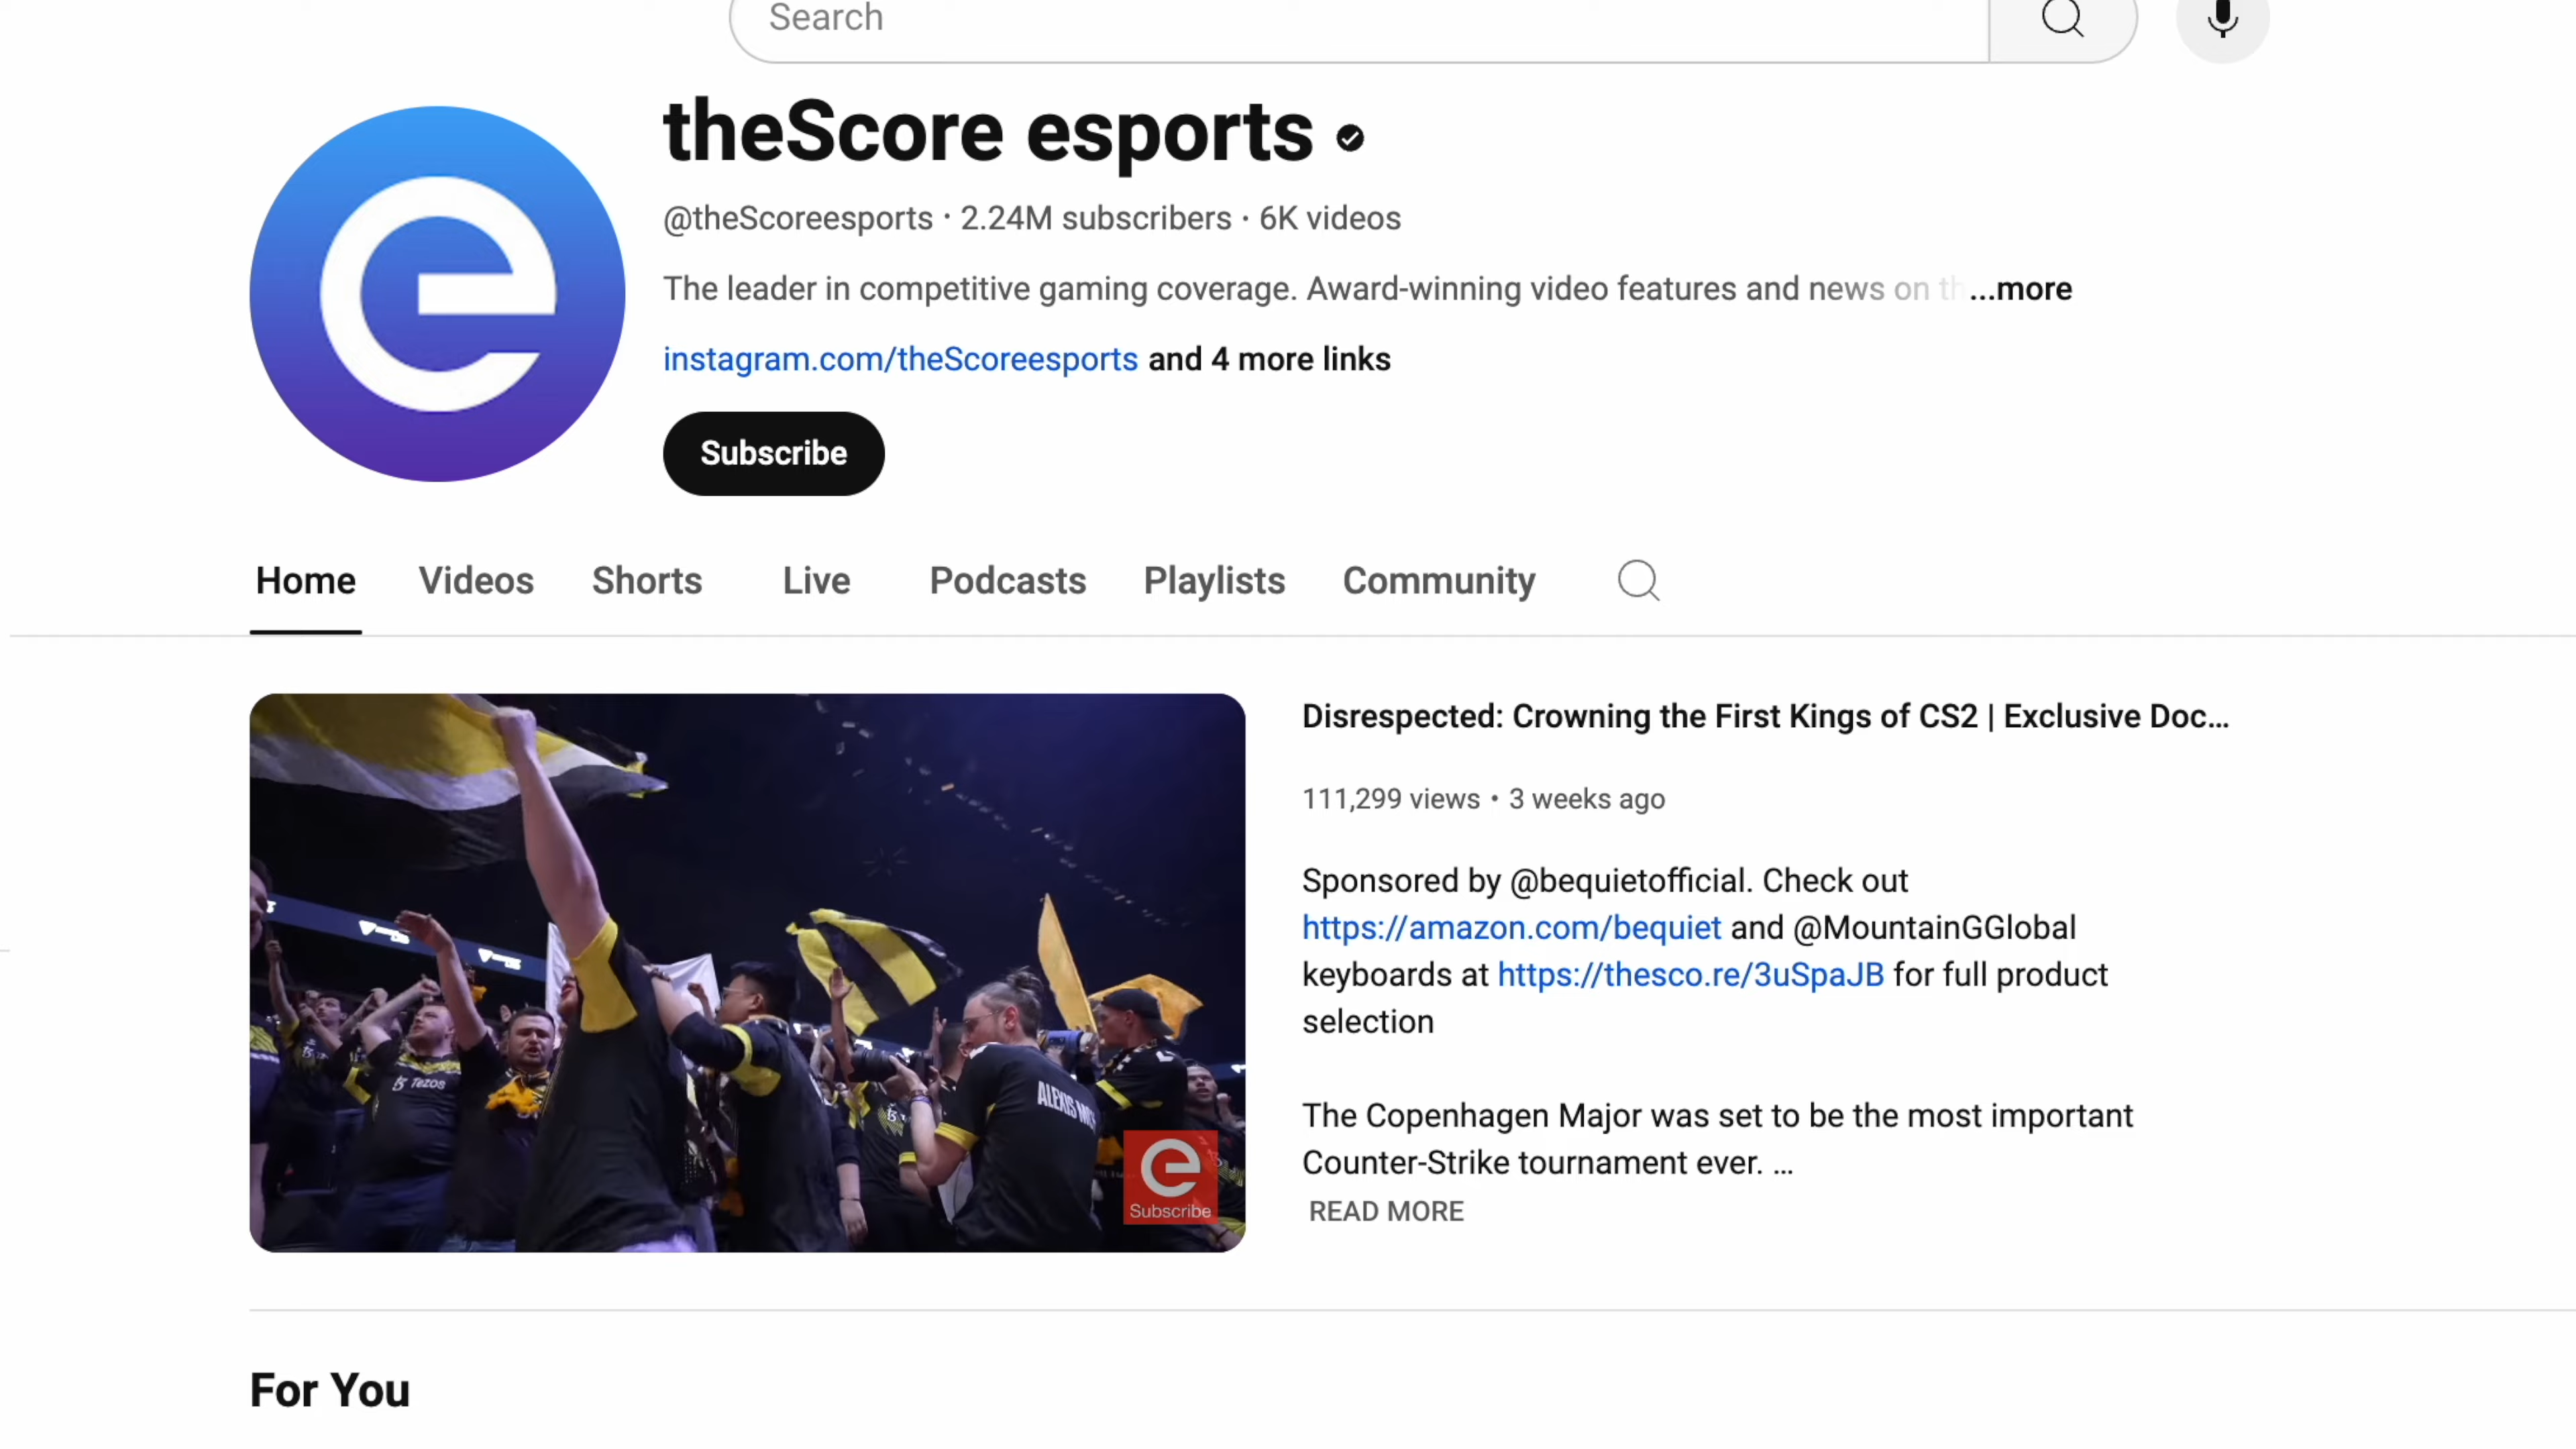 Search
theScore esports
@theScoreesports • 2.24M subscribers • 6K videos
The leader in competitive gaming coverage. Award-winning video features and news on th...more
instagram.com/theScoreesports and 4 more links
Subscribe
Home Videos Shorts Live Podcasts Playlists Community
Disrespected: Crowning the First Kings of CS2 | Exclusive Doc...
111,299 views • 3 weeks ago
Sponsored by @bequietofficial. Check out
https://amazon.com/bequiet and @MountainGGlobal
keyboards at https://thesco.re/3uSpaJB for full product
selection
The Copenhagen Major was set to be the most important
Counter-Strike tournament ever. ...
READ MORE
Tezos
ALEXIS
e
Subscribe
For You